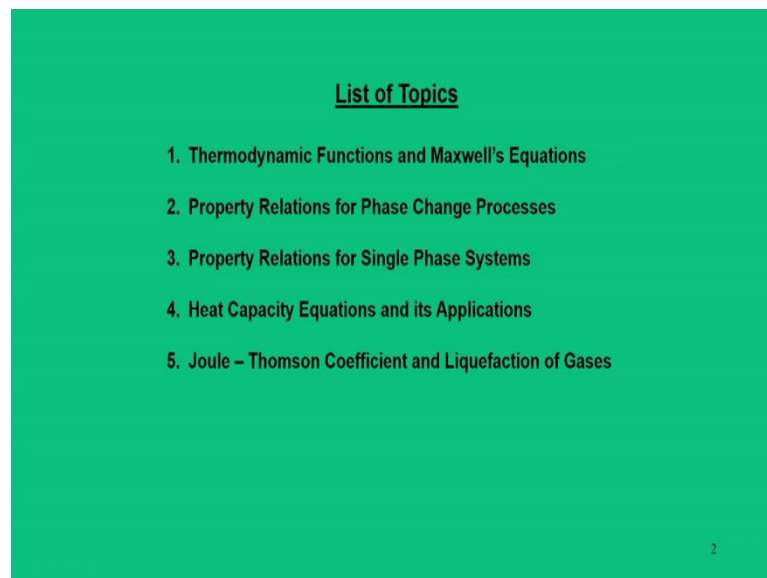 List of Topics
1. Thermodynamic Functions and Maxwell's Equations
2. Property Relations for Phase Change Processes
3. Property Relations for Single Phase Systems
4. Heat Capacity Equations and its Applications
5. Joule – Thomson Coefficient and Liquefaction of Gases
2